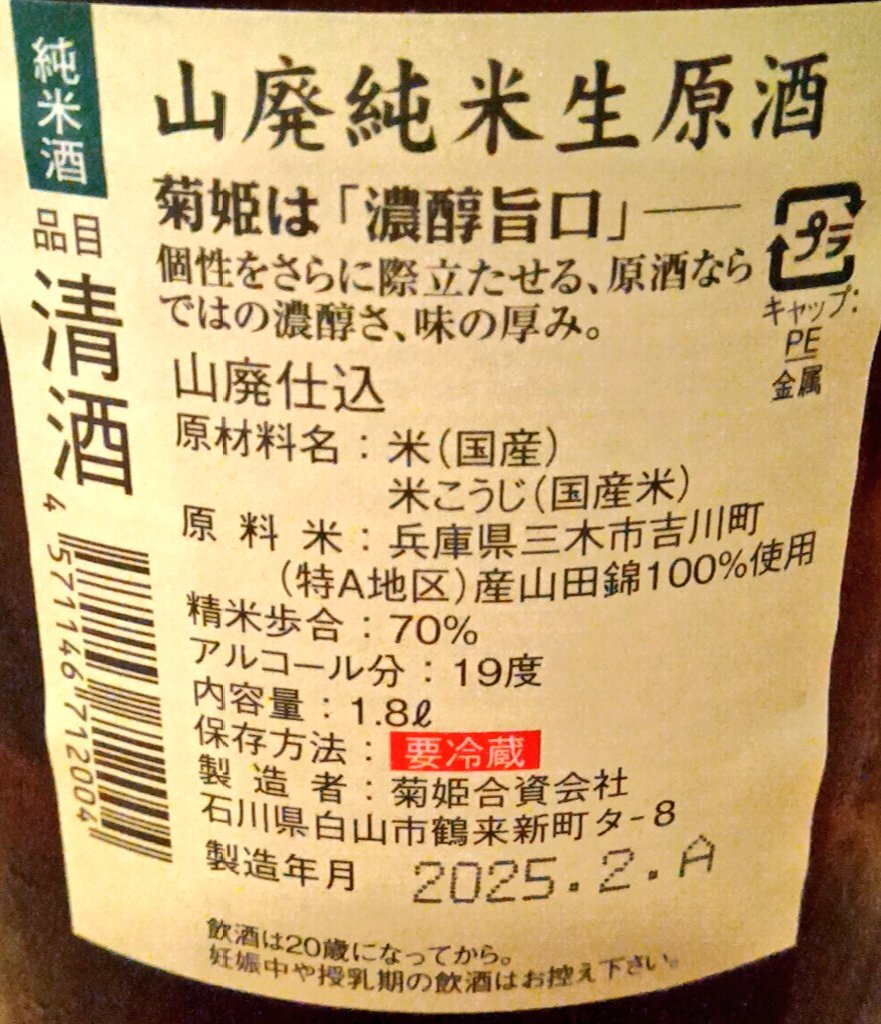 純米酒
品目
清酒
4 571146 712004
山廃純米生原酒
菊姫は「濃醇旨口」――
個性をさらに際立たせる、原酒なら
ではの濃醇さ、味の厚み。
プラ
キャップ:
PE
金属
山廃仕込
原材料名:米(国産)
米こうじ(国産米)
原料米:兵庫県三木市吉川町
(特A地区)産山田錦100%使用
精米歩合:70%
アルコール分:19度
内容量:1.8ℓ
保存方法:要冷蔵
製造者:菊姫合資会社
石川県白山市鶴来新町タ-8
製造年月 2025.2.A
飲酒は20歳になってから。
妊娠中や授乳期の飲酒はお控え下さい。